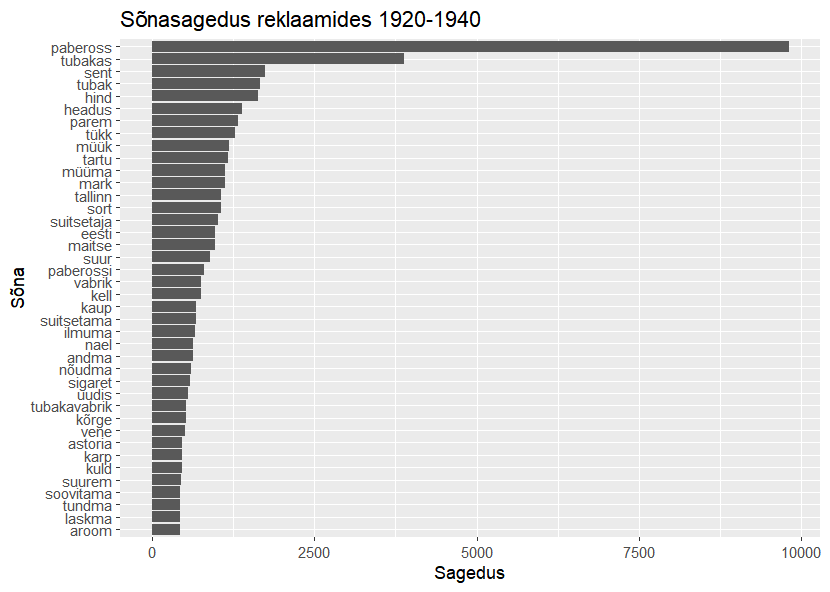 Sõnasagedus reklaamides 1920-1940
Sõna
pabeross
tubakas
sent
tubak
hind
headus
parem
tükk
müük
tartu
müüma
mark
tallinn
sort
suitsetaja
eesti
maitse
suur
paberossi
vabrik
kell
kaup
suitsetama
ilmuma
nael
andma
nõudma
sigaret
uudis
tubakavabrik
kõrge
vene
astoria
karp
kuld
suurem
soovitama
tundma
laskma
aroom
0 2500 5000 7500 10000
Sagedus